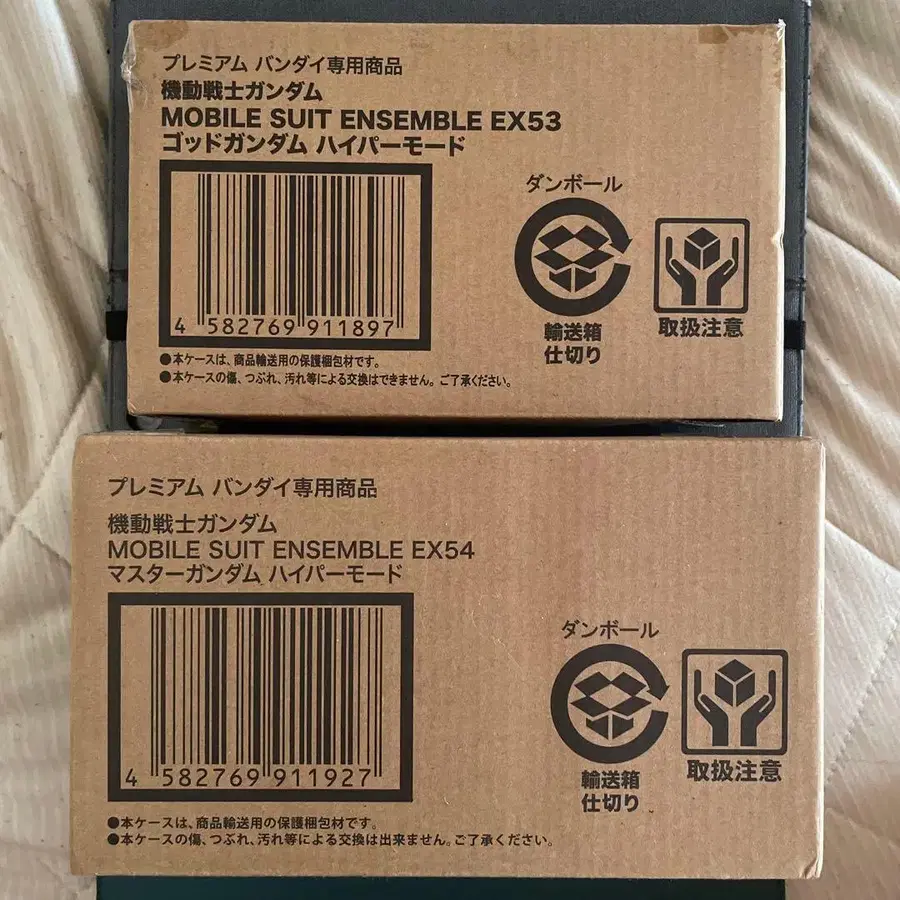 プレミアム バンダイ専用商品
機動戦士ガンダム
MOBILE SUIT ENSEMBLE EX53
ゴッドガンダム ハイパーモード
4 582769 911897
●本ケースは、商品輸送用の保護梱包材です。
●本ケースの傷、つぶれ、汚れ等による交換はできません。ご了承ください。
ダンボール
輸送箱
仕切り
取扱注意
プレミアム バンダイ専用商品
機動戦士ガンダム
MOBILE SUIT ENSEMBLE EX54
マスターガンダム ハイパーモード
4 582769 911927
●本ケースは、商品輸送用の保護梱包材です。
●本ケースの傷、つぶれ、汚れ等による交換は出来ません。ご了承ください。
ダンボール
輸送箱
仕切り
取扱注意